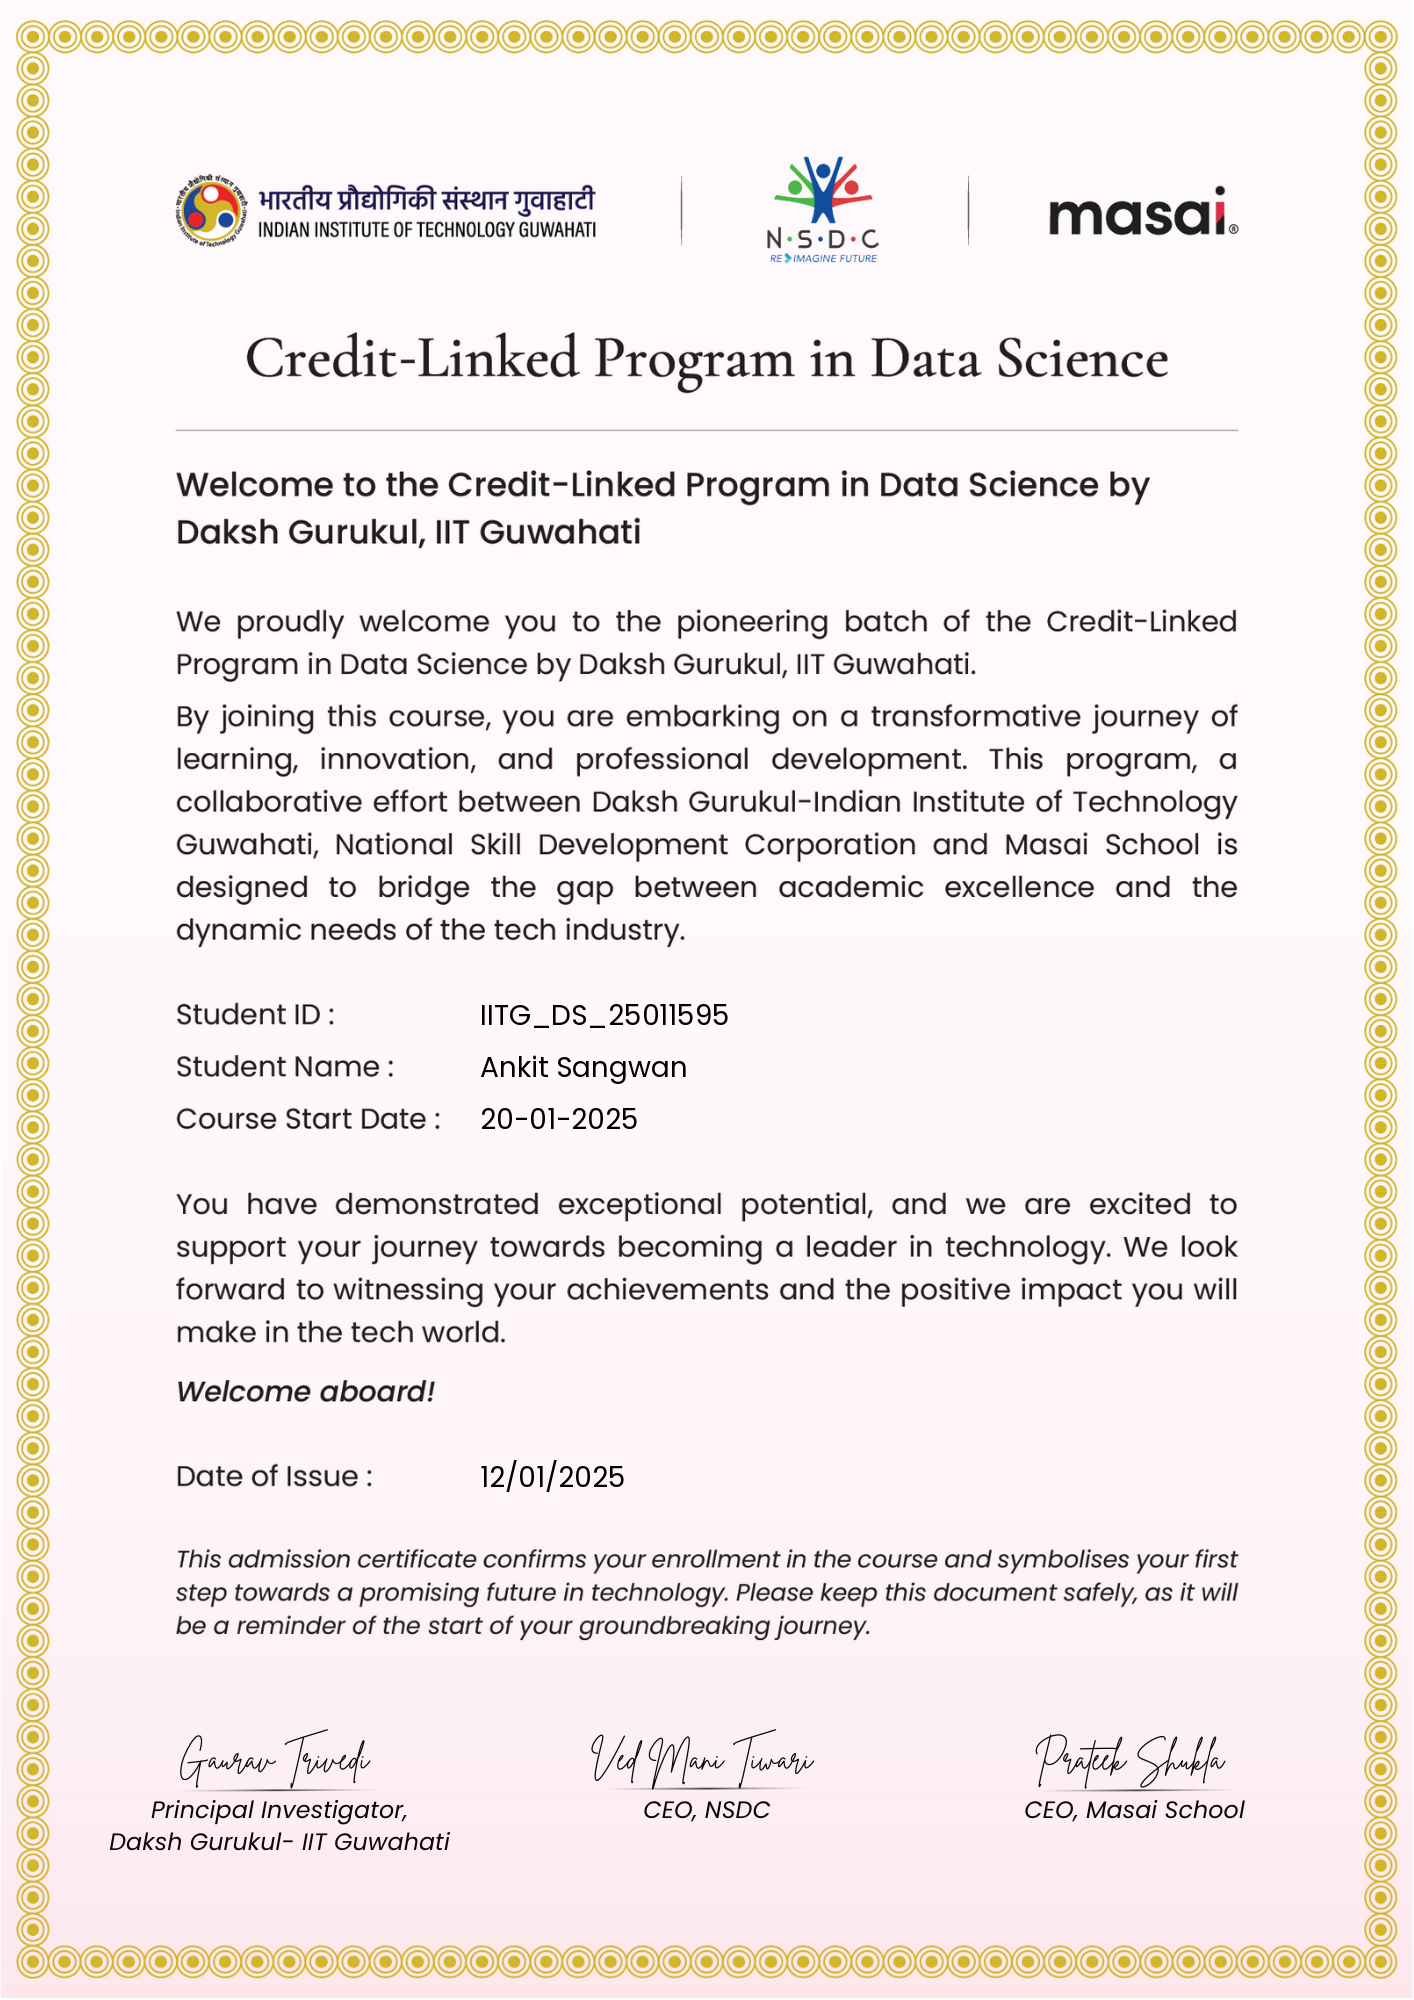 भारतीय प्रौद्योगिकी संस्थान गुवाहाटी
INDIAN INSTITUTE OF TECHNOLOGY GUWAHATI
N·S·D·C
RE IMAGINE FUTURE
masai®
Credit-Linked Program in Data Science
Welcome to the Credit-Linked Program in Data Science by
Daksh Gurukul, IIT Guwahati
We proudly welcome you to the pioneering batch of the Credit-Linked
Program in Data Science by Daksh Gurukul, IIT Guwahati.
By joining this course, you are embarking on a transformative journey of
learning, innovation, and professional development. This program, a
collaborative effort between Daksh Gurukul-Indian Institute of Technology
Guwahati, National Skill Development Corporation and Masai School is
designed to bridge the gap between academic excellence and the
dynamic needs of the tech industry.
Student ID : IITG_DS_25011595
Student Name : Ankit Sangwan
Course Start Date : 20-01-2025
You have demonstrated exceptional potential, and we are excited to
support your journey towards becoming a leader in technology. We look
forward to witnessing your achievements and the positive impact you will
make in the tech world.
Welcome aboard!
Date of Issue : 12/01/2025
This admission certificate confirms your enrollment in the course and symbolises your first
step towards a promising future in technology. Please keep this document safely, as it will
be a reminder of the start of your groundbreaking journey.
Gaurav Trivedi
Principal Investigator,
Daksh Gurukul- IIT Guwahati
Ved Mani Tiwari
CEO, NSDC
Prateek Shukla
CEO, Masai School